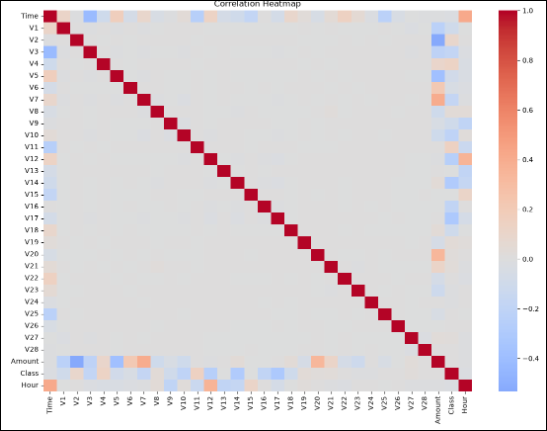 Correlation Heatmap
Time
V1
V2
V3
V4
V5
V6
V7
V8
V9
V10
V11
V12
V13
V14
V15
V16
V17
V18
V19
V20
V21
V22
V23
V24
V25
V26
V27
V28
Amount
Class
Hour
Time
V1
V2
V3
V4
V5
V6
V7
V8
V9
V10
V11
V12
V13
V14
V15
V16
V17
V18
V19
V20
V21
V22
V23
V24
V25
V26
V27
V28
Amount
Class
Hour
1.0
0.8
0.6
0.4
0.2
0.0
−0.2
−0.4